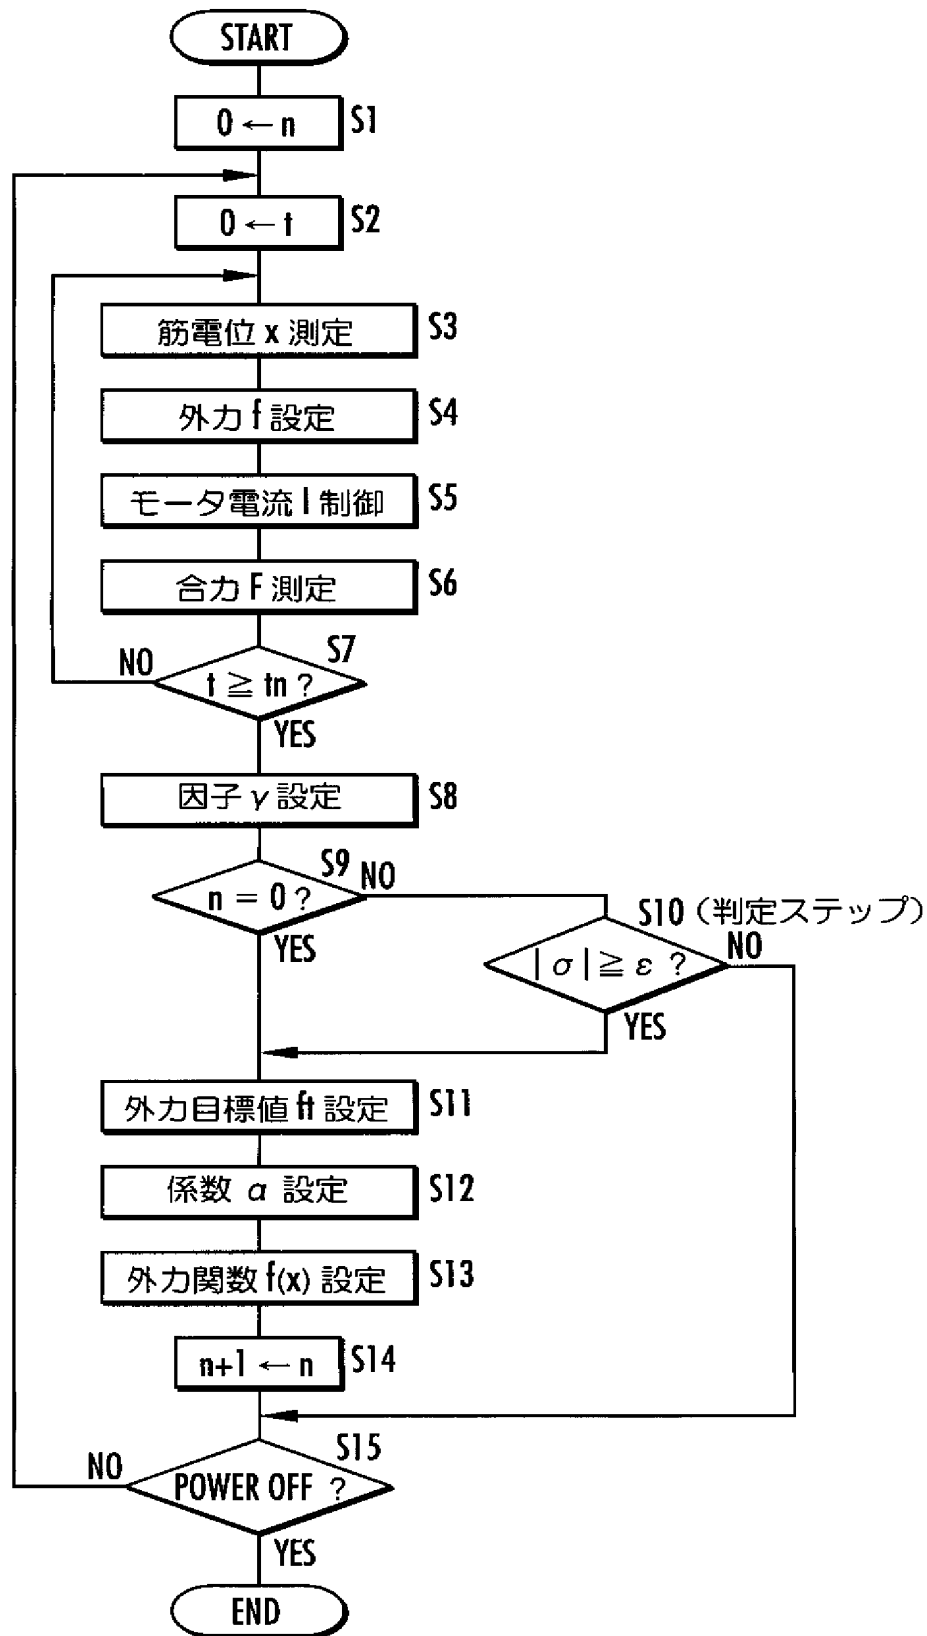 START
0 ← n S1
0 ← t S2
筋電位 x 測定 S3
外力 f 設定 S4
モータ電流 I 制御 S5
合力 F 測定 S6
S7
NO
t ≧ tn ?
YES
因子 γ 設定 S8
S9
NO
n = 0 ?
YES
S10 (判定ステップ)
NO
| σ | ≧ ε ?
YES
外力目標値 ft 設定 S11
係数 α 設定 S12
外力関数 f(x) 設定 S13
n+1 ← n S14
S15
NO
POWER OFF ?
YES
END